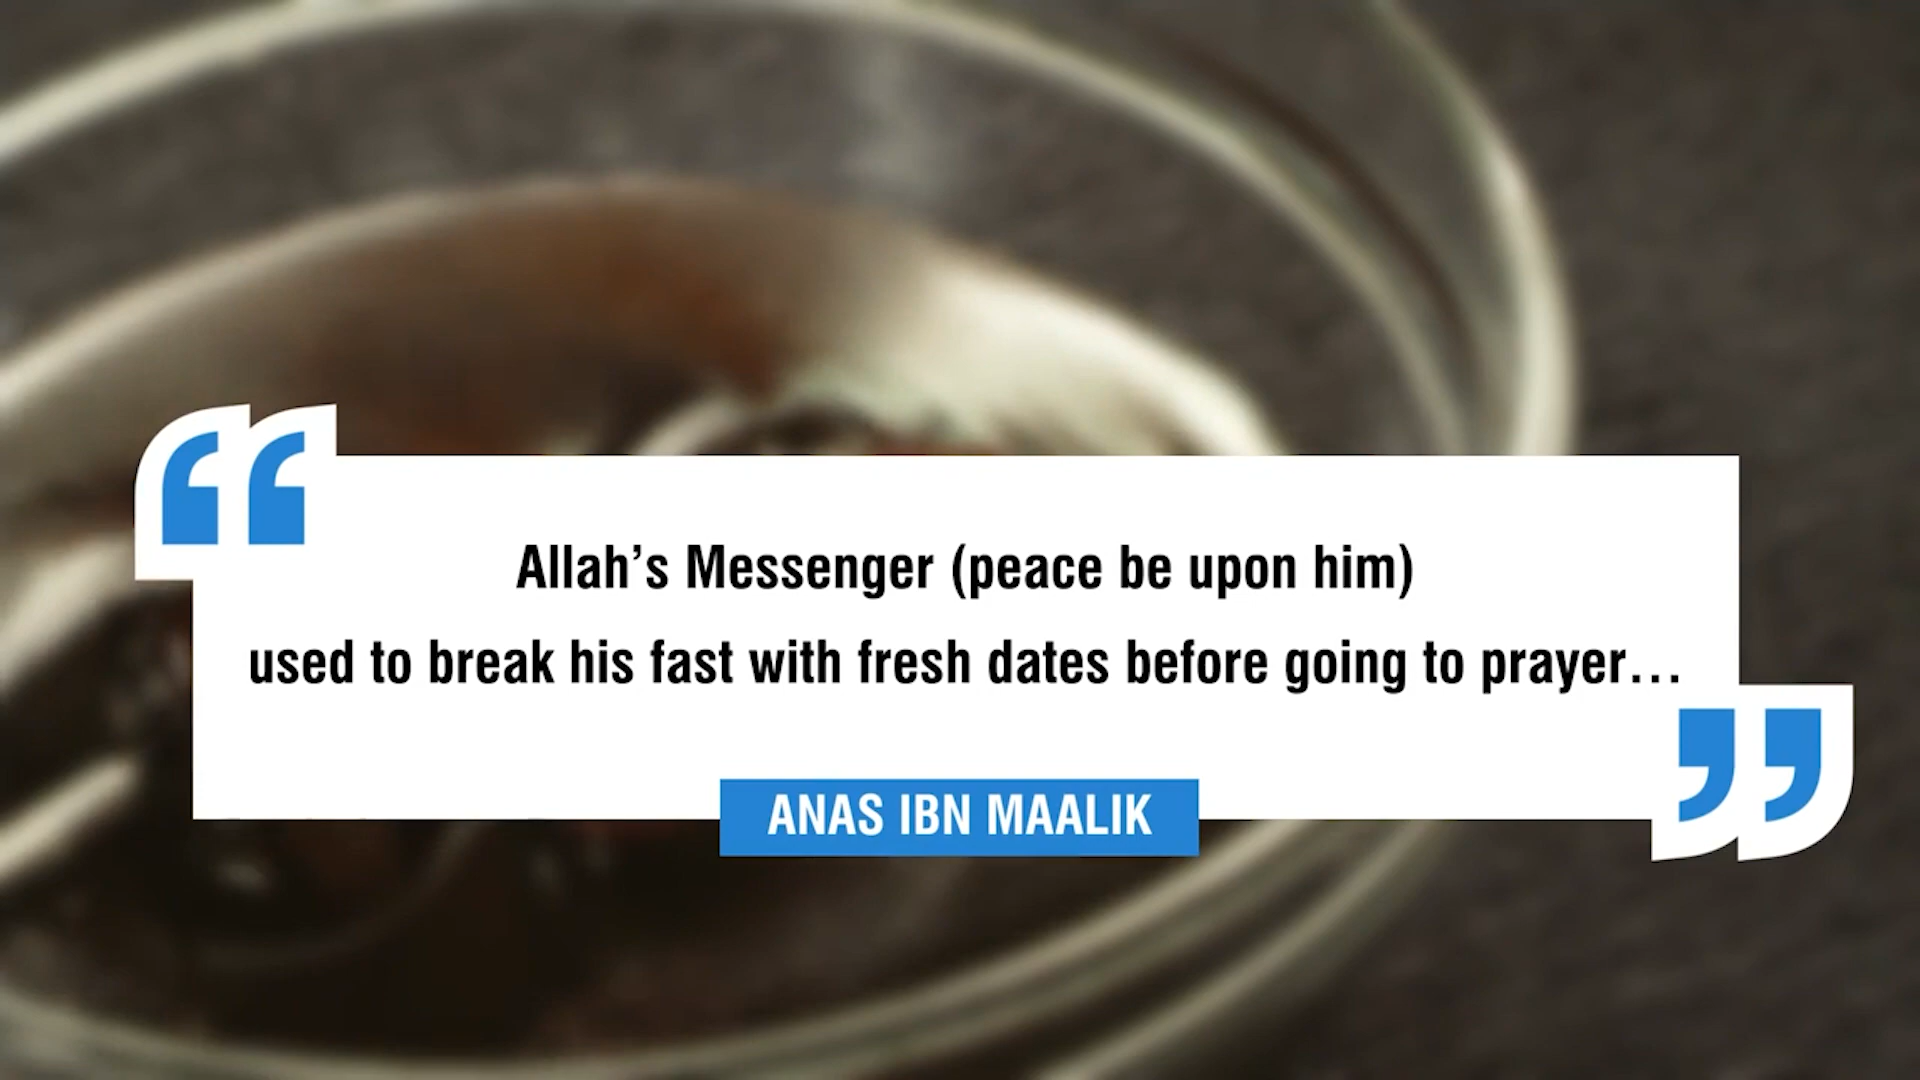 Allah’s Messenger (peace be upon him)
used to break his fast with fresh dates before going to prayer…
ANAS IBN MAALIK